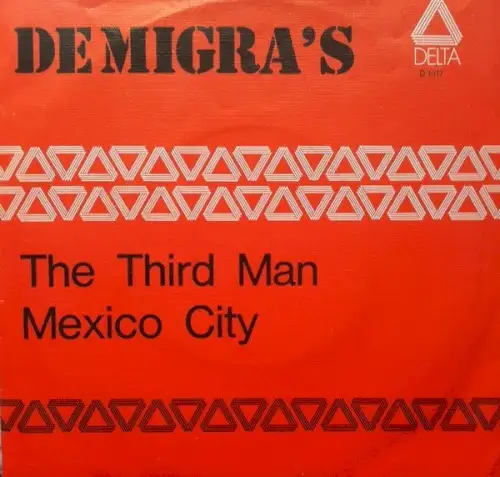 DE MIGRA'S
DELTA
The Third Man
Mexico City